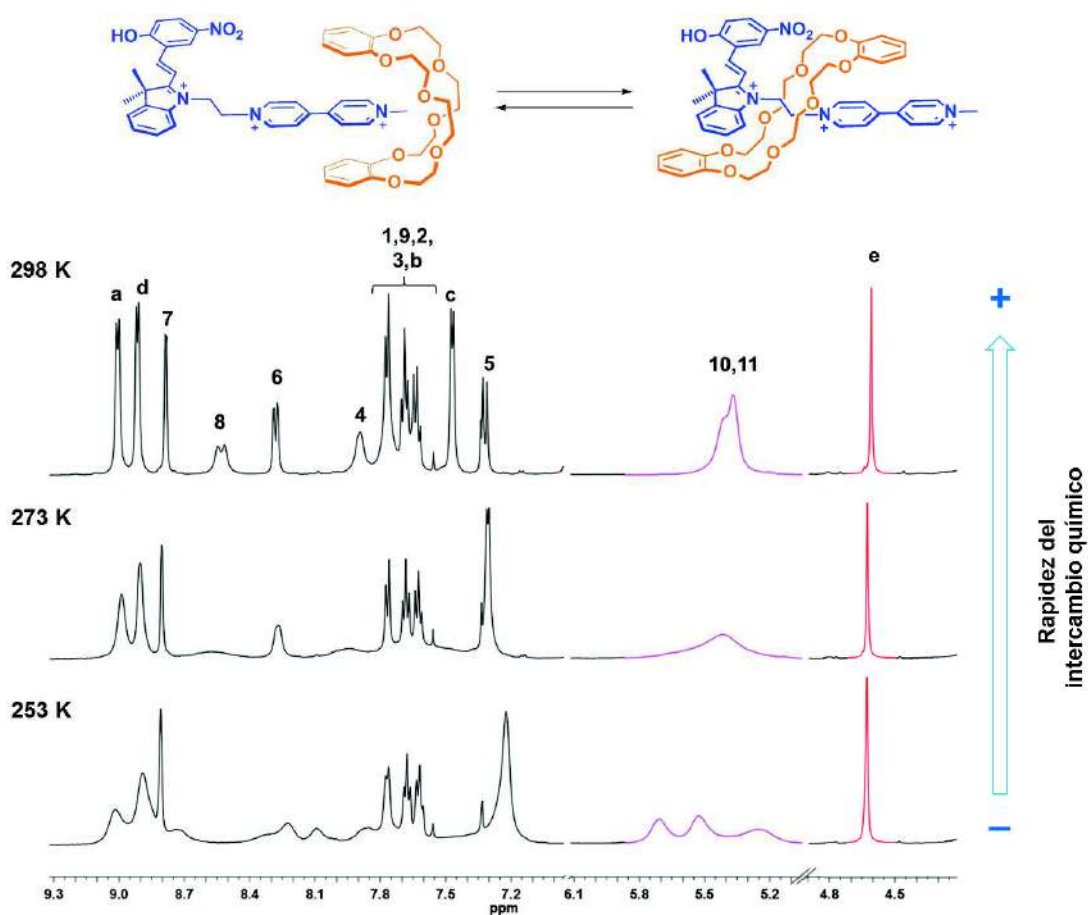 HO
NO₂
O
O
O
O
N
+
N
+
N
+
O
O
O
O
O
O
HO
NO₂
O
O
O
O
N
+
N
+
N
+
O
O
O
O
O
O
298 K
a
d
7
8
6
4
1,9,2,
3,b
c
5
10,11
e
+
273 K
253 K
Rapidez del
intercambio químico
−
9.3 9.0 8.7 8.4 8.1 7.8 7.5 7.2 6.1 5.8 5.5 5.2 4.8 4.5
ppm